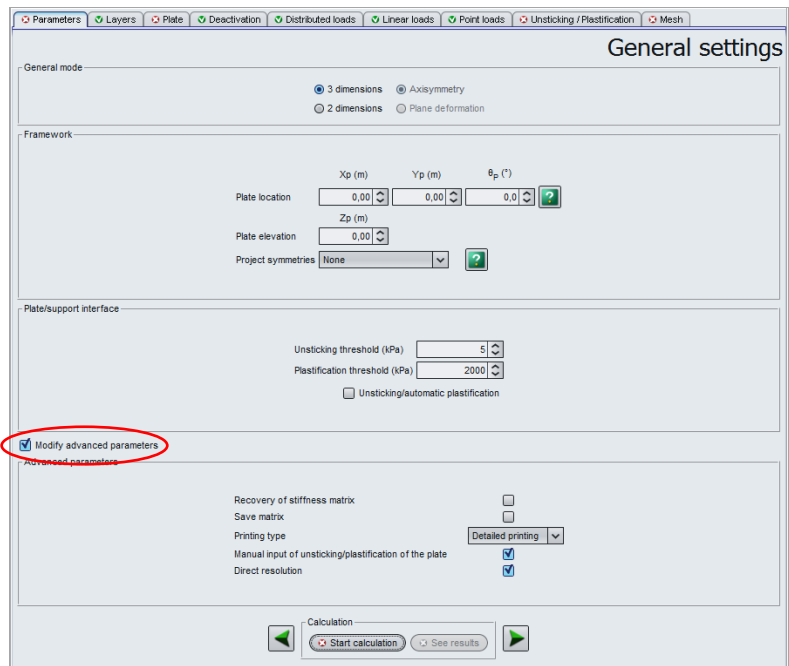 Parameters Layers Plate Deactivation Distributed loads Linear loads Point loads Unsticking / Plastification Mesh
General settings
General mode
3 dimensions Axisymmetry
2 dimensions Plane deformation
Framework
Xp (m) Yp (m) θP (°)
Plate location 0,00 0,00 0,0 ?
Zp (m)
Plate elevation 0,00
Project symmetries None ?
Plate/support interface
Unsticking threshold (kPa) 5
Plastification threshold (kPa) 2000
Unsticking/automatic plastification
Modify advanced parameters
Advanced parameters
Recovery of stiffness matrix
Save matrix
Printing type Detailed printing
Manual input of unsticking/plastification of the plate
Direct resolution
Calculation
Start calculation See results